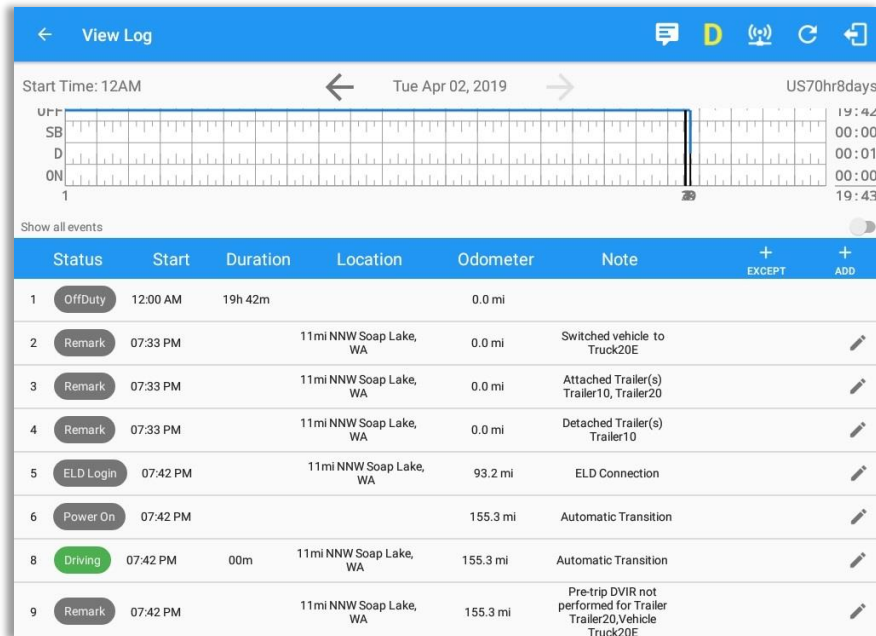 View Log
D
Start Time: 12AM Tue Apr 02, 2019 US70hr8days
OFF 19:42
SB 00:00
D 00:01
ON 00:00
1 19:43
Show all events
Status Start Duration Location Odometer Note + EXCEPT + ADD
1 OffDuty 12:00 AM 19h 42m 0.0 mi
2 Remark 07:33 PM 11mi NNW Soap Lake, WA 0.0 mi Switched vehicle to Truck20E
3 Remark 07:33 PM 11mi NNW Soap Lake, WA 0.0 mi Attached Trailer(s) Trailer10, Trailer20
4 Remark 07:33 PM 11mi NNW Soap Lake, WA 0.0 mi Detached Trailer(s) Trailer10
5 ELD Login 07:42 PM 11mi NNW Soap Lake, WA 93.2 mi ELD Connection
6 Power On 07:42 PM 155.3 mi Automatic Transition
8 Driving 07:42 PM 00m 11mi NNW Soap Lake, WA 155.3 mi Automatic Transition
9 Remark 07:42 PM 11mi NNW Soap Lake, WA 155.3 mi Pre-trip DVIR not performed for Trailer Trailer20,Vehicle Truck20E